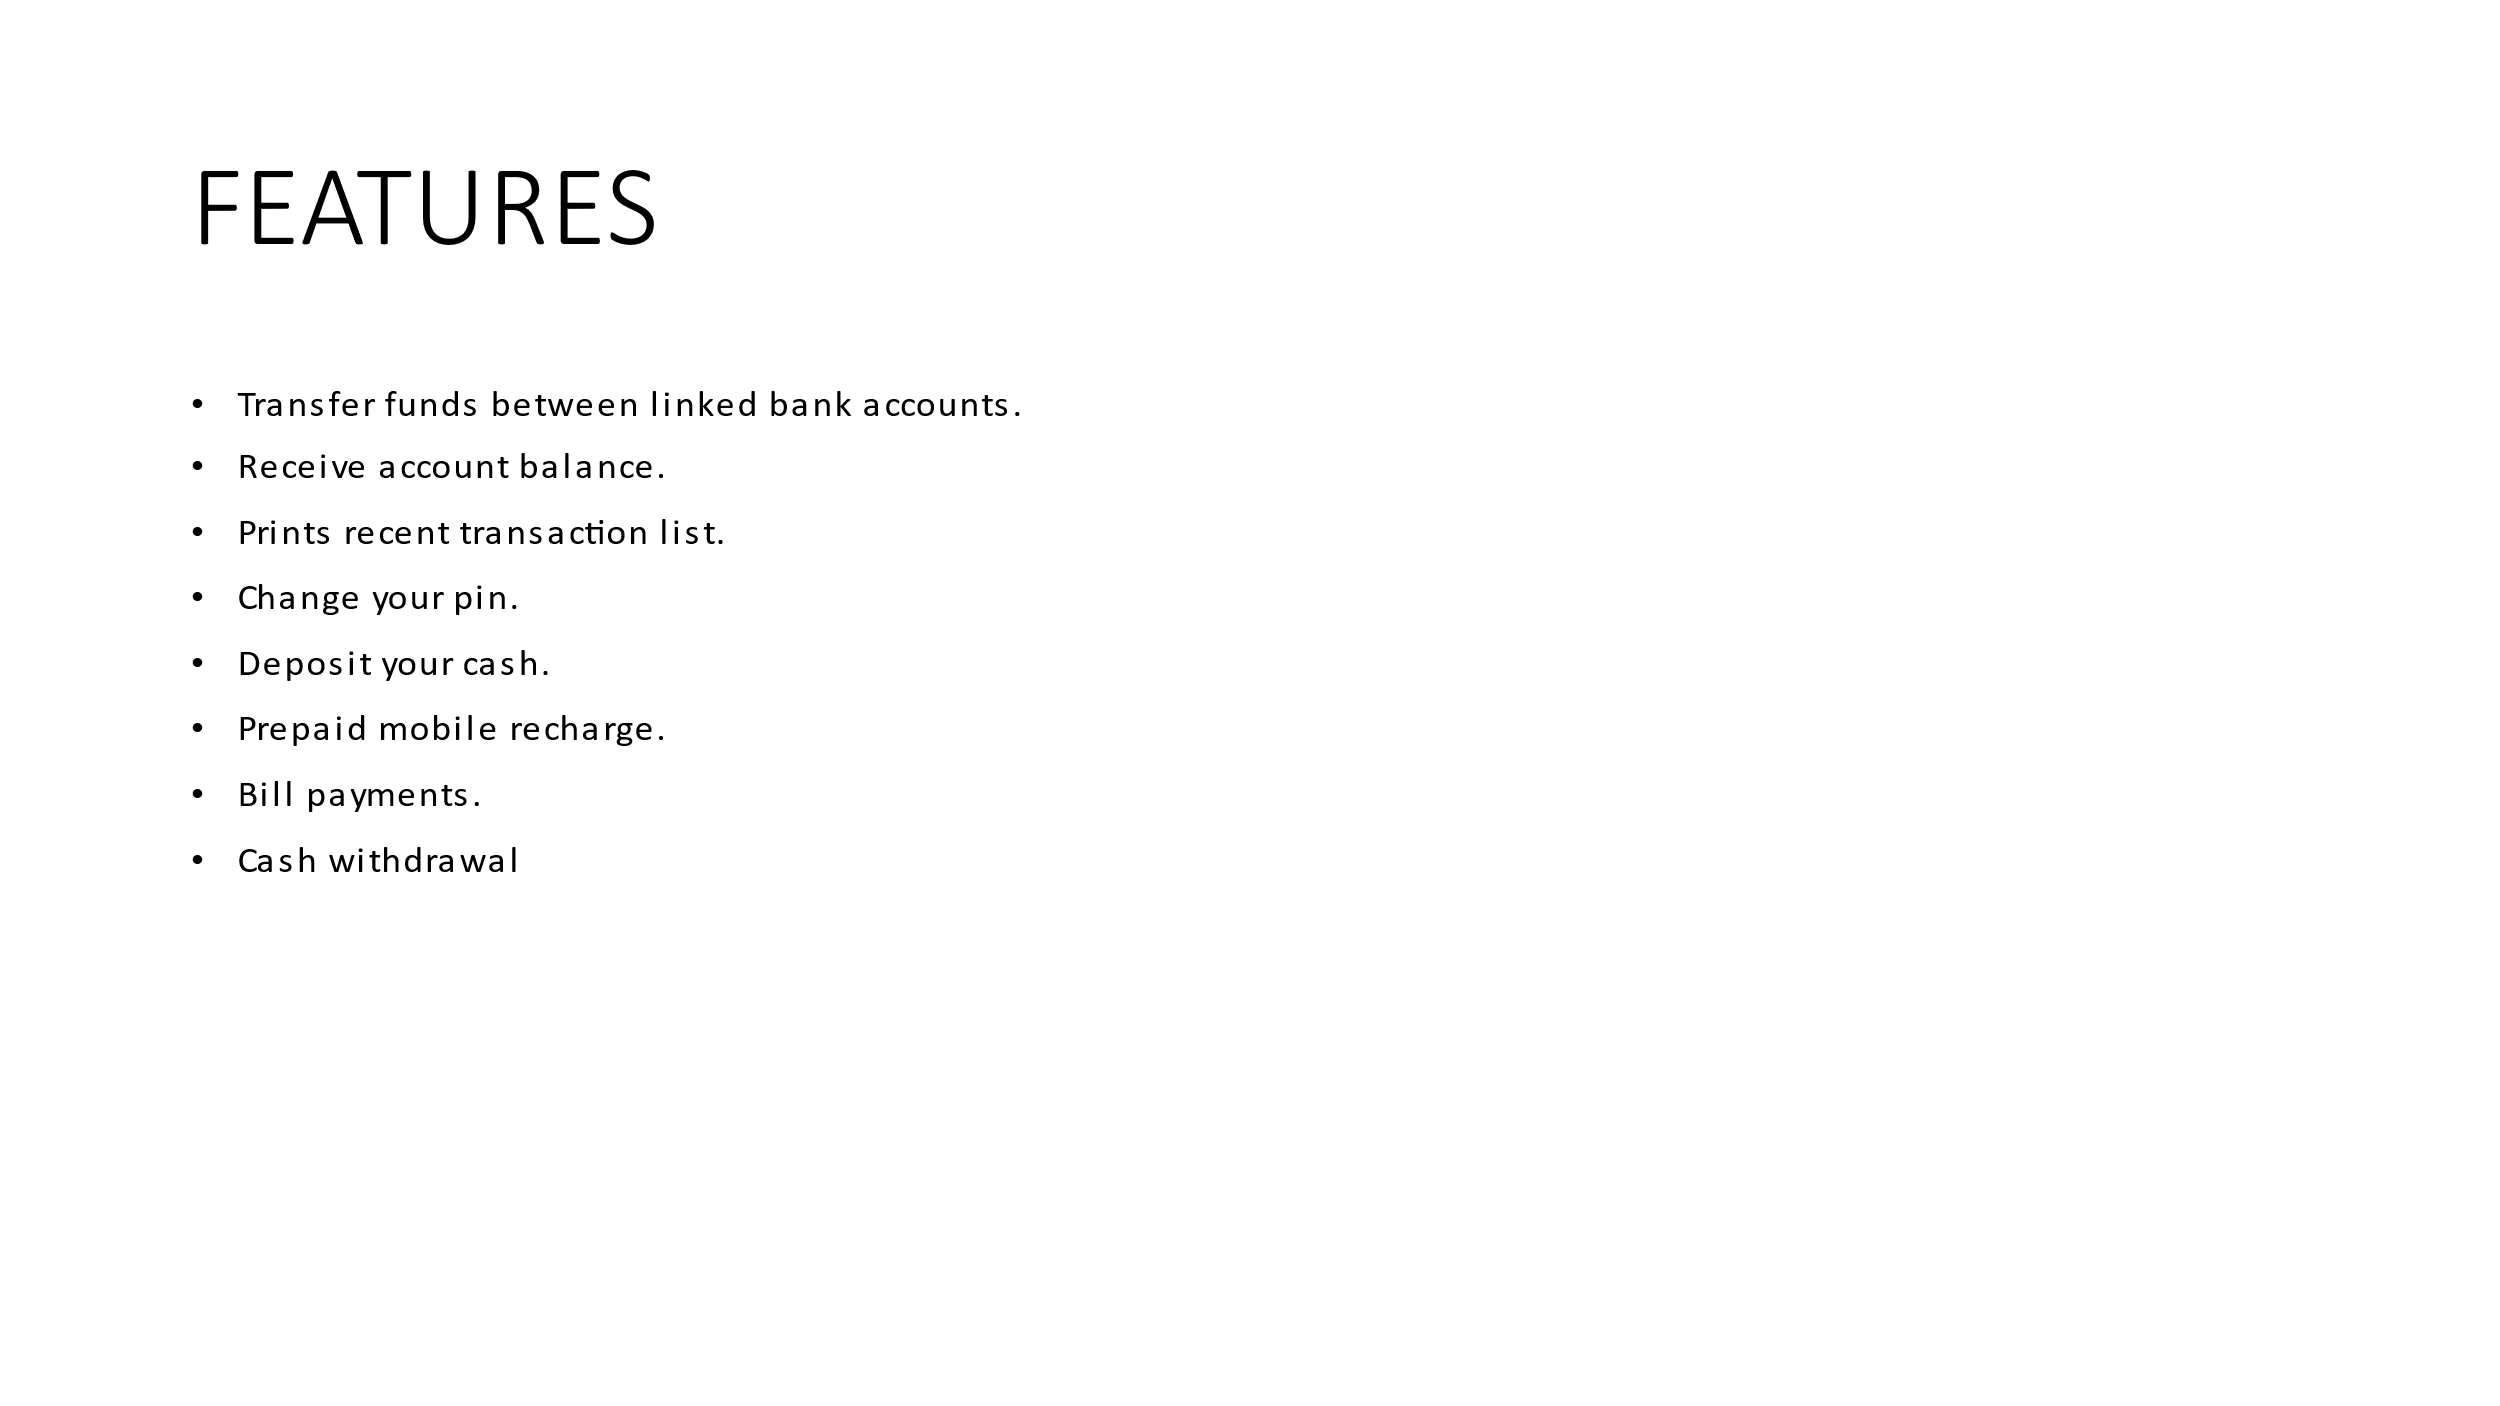 FEATURES
• Transfer funds between linked bank accounts.
• Receive account balance.
• Prints recent transaction list.
• Change your pin.
• Deposit your cash.
• Prepaid mobile recharge.
• Bill payments.
• Cash withdrawal